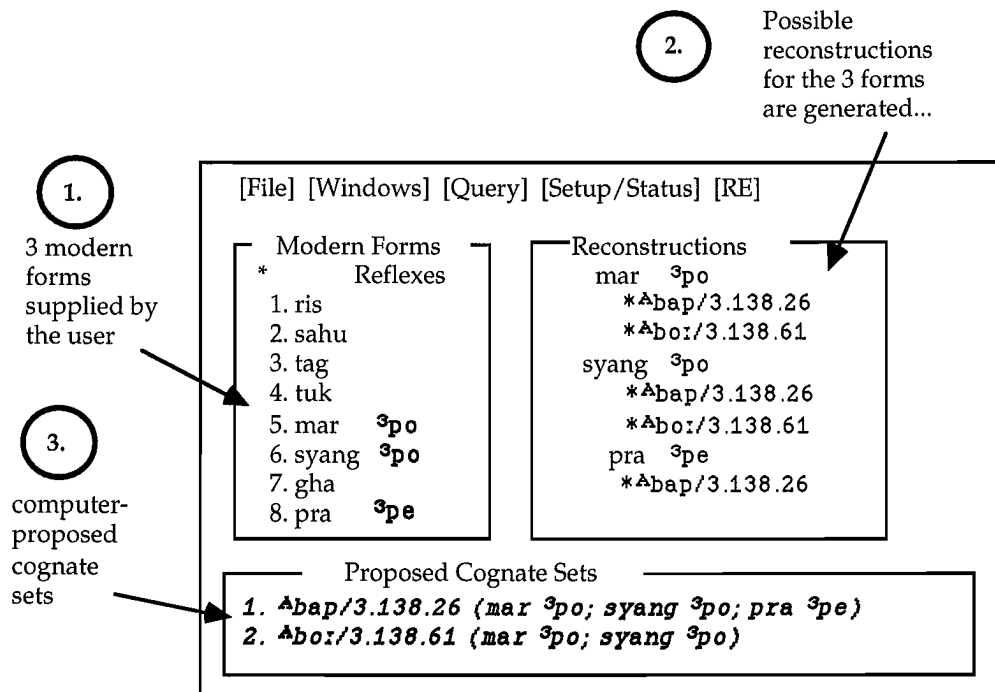 2.
Possible
reconstructions
for the 3 forms
are generated...
1.
3 modern
forms
supplied by
the user
3.
computer-
proposed
cognate
sets
[File] [Windows] [Query] [Setup/Status] [RE]
Modern Forms
* Reflexes
1. ris
2. sahu
3. tag
4. tuk
5. mar ³po
6. syang ³po
7. gha
8. pra ³pe
Reconstructions
mar ³po
*ᴬbap/3.138.26
*ᴬboː/3.138.61
syang ³po
*ᴬbap/3.138.26
*ᴬboː/3.138.61
pra ³pe
*ᴬbap/3.138.26
Proposed Cognate Sets
1. ᴬbap/3.138.26 (mar ³po; syang ³po; pra ³pe)
2. ᴬboː/3.138.61 (mar ³po; syang ³po)